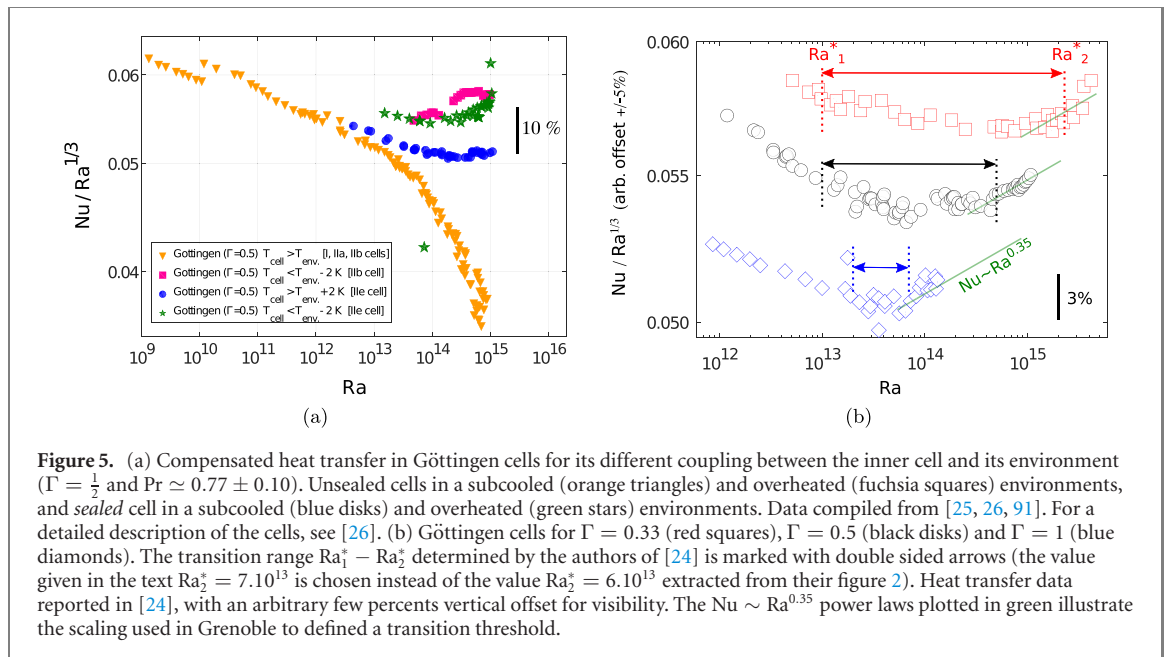 0.06
0.05
0.04
Nu / Ra^{1/3}
10 %
Gottingen (Γ=0.5) T_cell>T_env. [I, IIa, IIb cells]
Gottingen (Γ=0.5) T_cell<T_env. - 2 K [IIb cell]
Gottingen (Γ=0.5) T_cell>T_env. +2 K [IIe cell]
Gottingen (Γ=0.5) T_cell<T_env. - 2 K [IIe cell]
10^9 10^10 10^11 10^12 10^13 10^14 10^15 10^16
Ra
(a)
0.060
0.055
0.050
Nu / Ra^{1/3} (arb. offset +/-5%)
Ra*_1
Ra*_2
Nu~Ra^0.35
3%
10^12 10^13 10^14 10^15
Ra
(b)
Figure 5. (a) Compensated heat transfer in Göttingen cells for its different coupling between the inner cell and its environment
(Γ = 1/2 and Pr ≃ 0.77 ± 0.10). Unsealed cells in a subcooled (orange triangles) and overheated (fuchsia squares) environments,
and sealed cell in a subcooled (blue disks) and overheated (green stars) environments. Data compiled from [25, 26, 91]. For a
detailed description of the cells, see [26]. (b) Göttingen cells for Γ = 0.33 (red squares), Γ = 0.5 (black disks) and Γ = 1 (blue
diamonds). The transition range Ra*_1 − Ra*_2 determined by the authors of [24] is marked with double sided arrows (the value
given in the text Ra*_2 = 7.10^13 is chosen instead of the value Ra*_2 = 6.10^13 extracted from their figure 2). Heat transfer data
reported in [24], with an arbitrary few percents vertical offset for visibility. The Nu ∼ Ra^0.35 power laws plotted in green illustrate
the scaling used in Grenoble to defined a transition threshold.